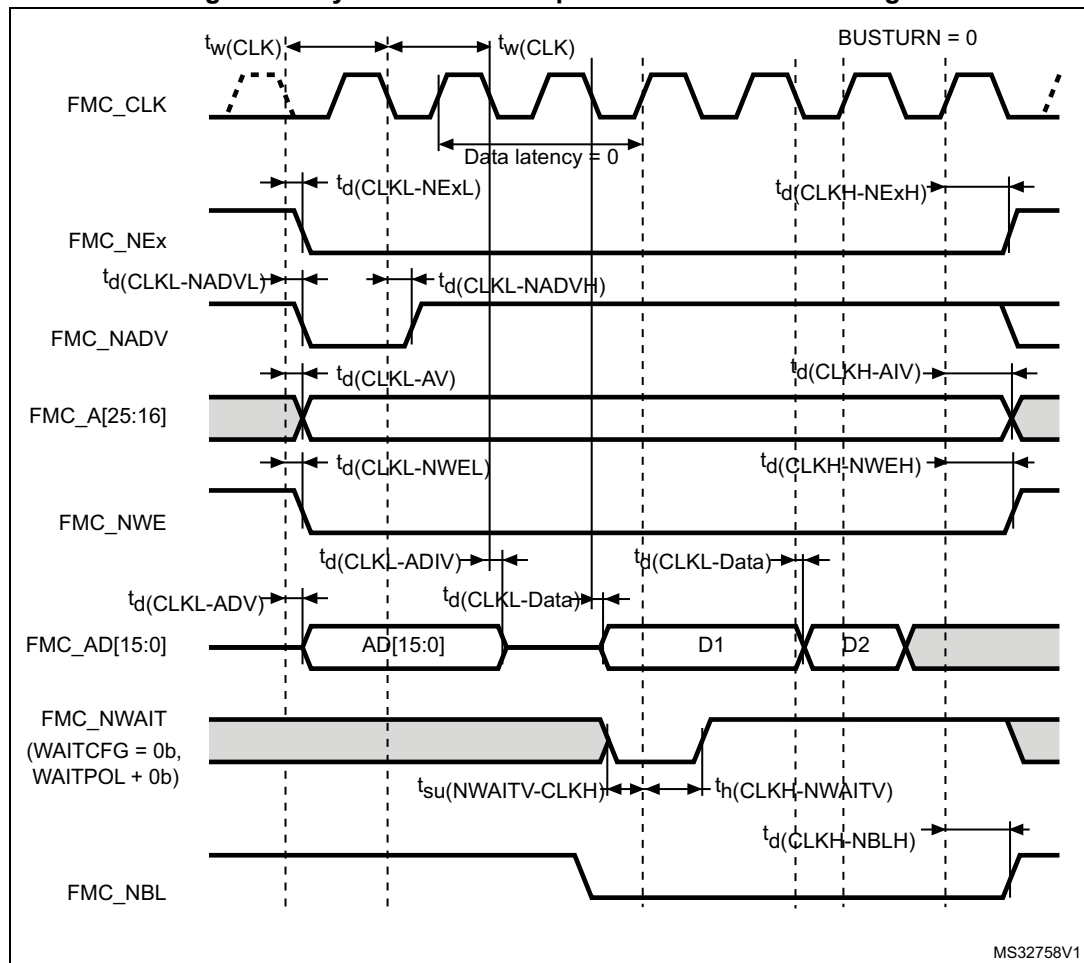 tw(CLK) tw(CLK) BUSTURN = 0
FMC_CLK
Data latency = 0
td(CLKL-NExL) td(CLKH-NExH)
FMC_NEx
td(CLKL-NADVL) td(CLKL-NADVH)
FMC_NADV
td(CLKL-AV) td(CLKH-AIV)
FMC_A[25:16]
td(CLKL-NWEL) td(CLKH-NWEH)
FMC_NWE
td(CLKL-ADIV) td(CLKL-Data)
td(CLKL-ADV) td(CLKL-Data)
FMC_AD[15:0] AD[15:0] D1 D2
FMC_NWAIT
(WAITCFG = 0b,
WAITPOL + 0b)
tsu(NWAITV-CLKH) th(CLKH-NWAITV)
td(CLKH-NBLH)
FMC_NBL
MS32758V1